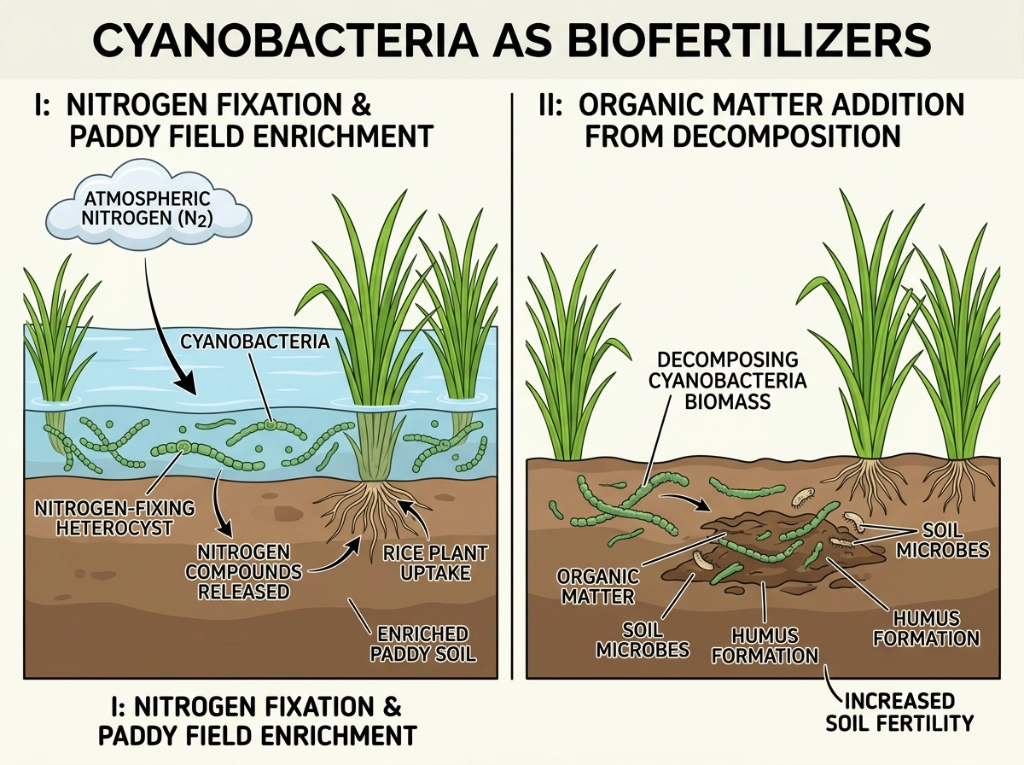 CYANOBACTERIA AS BIOFERTILIZERS
I: NITROGEN FIXATION &
PADDY FIELD ENRICHMENT
ATMOSPHERIC
NITROGEN (N2)
CYANOBACTERIA
NITROGEN-FIXING
HETEROCYST
NITROGEN
COMPOUNDS
RELEASED
RICE PLANT
UPTAKE
ENRICHED
PADDY SOIL
I: NITROGEN FIXATION &
PADDY FIELD ENRICHMENT
II: ORGANIC MATTER ADDITION
FROM DECOMPOSITION
DECOMPOSING
CYANOBACTERIA
BIOMASS
SOIL
MICROBES
ORGANIC
MATTER
SOIL
MICROBES
HUMUS
FORMATION
HUMUS
FORMATION
INCREASED
SOIL FERTILITY